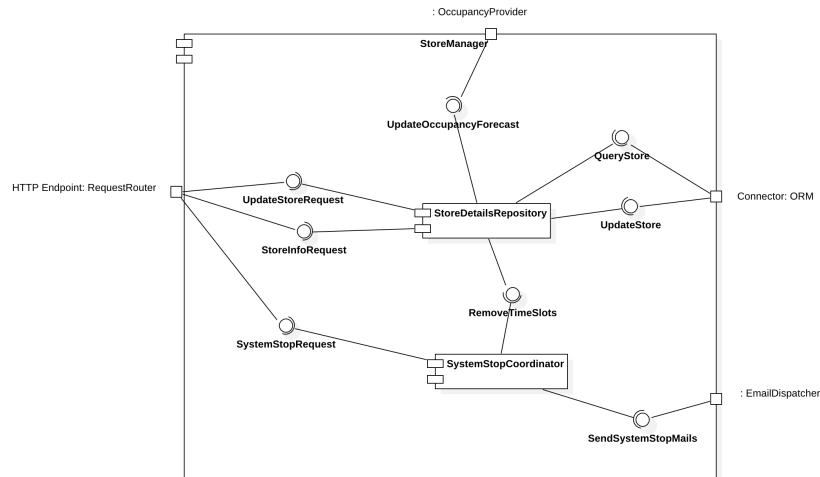 : OccupancyProvider
StoreManager
UpdateOccupancyForecast
QueryStore
HTTP Endpoint: RequestRouter
UpdateStoreRequest
Connector: ORM
StoreDetailsRepository
UpdateStore
StoreInfoRequest
RemoveTimeSlots
SystemStopRequest
SystemStopCoordinator
: EmailDispatcher
SendSystemStopMails